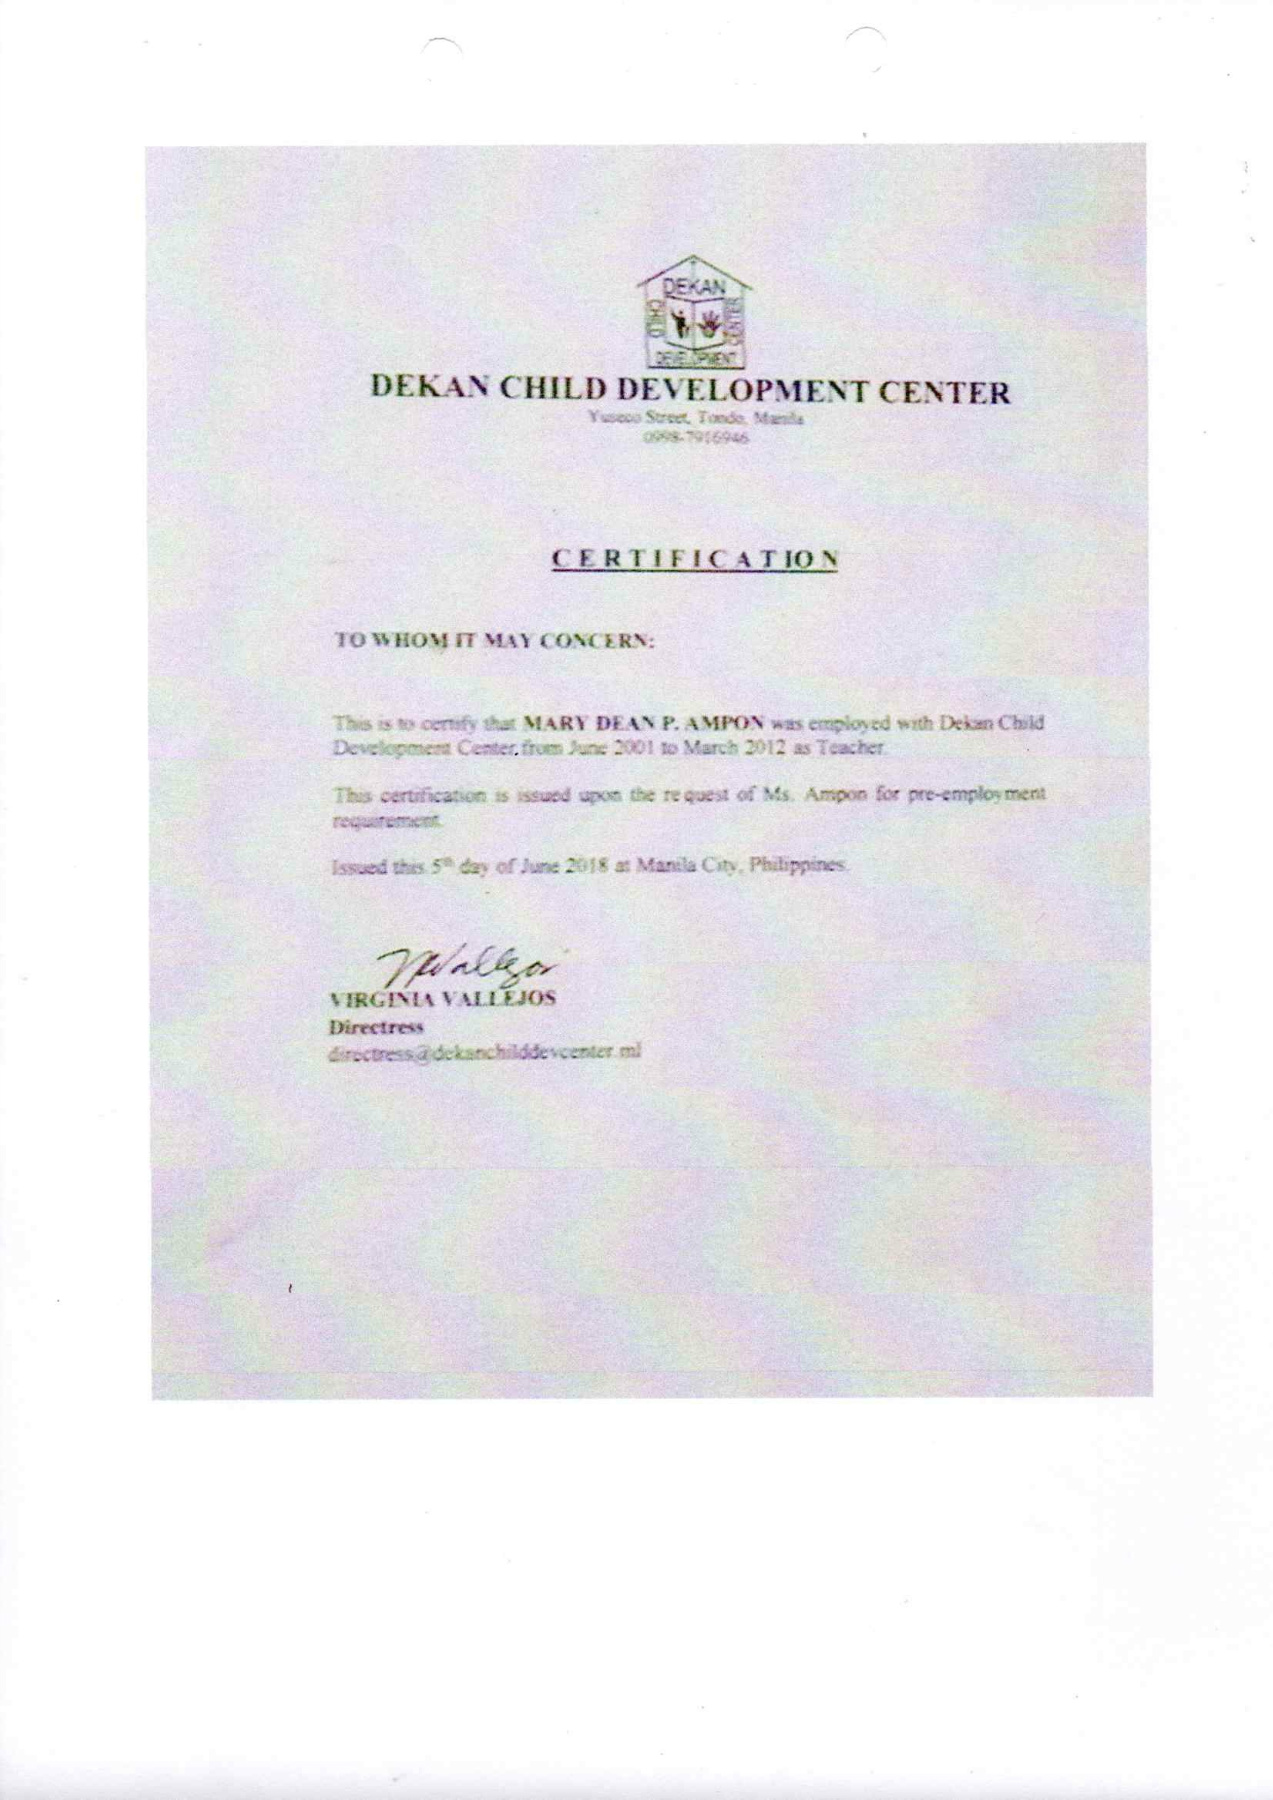 DEKAN
CHILD
CENTER
DEVELOPMENT
DEKAN CHILD DEVELOPMENT CENTER
Yuseco Street, Tondo, Manila
0998-7916946
CERTIFICATION
TO WHOM IT MAY CONCERN:
This is to certify that MARY DEAN P. AMPON was employed with Dekan Child
Development Center, from June 2001 to March 2012 as Teacher.
This certification is issued upon the request of Ms. Ampon for pre-employment
requirement.
Issued this 5th day of June 2018 at Manila City, Philippines.
VIRGINIA VALLEJOS
Directress
directress@dekanchilddevcenter.ml